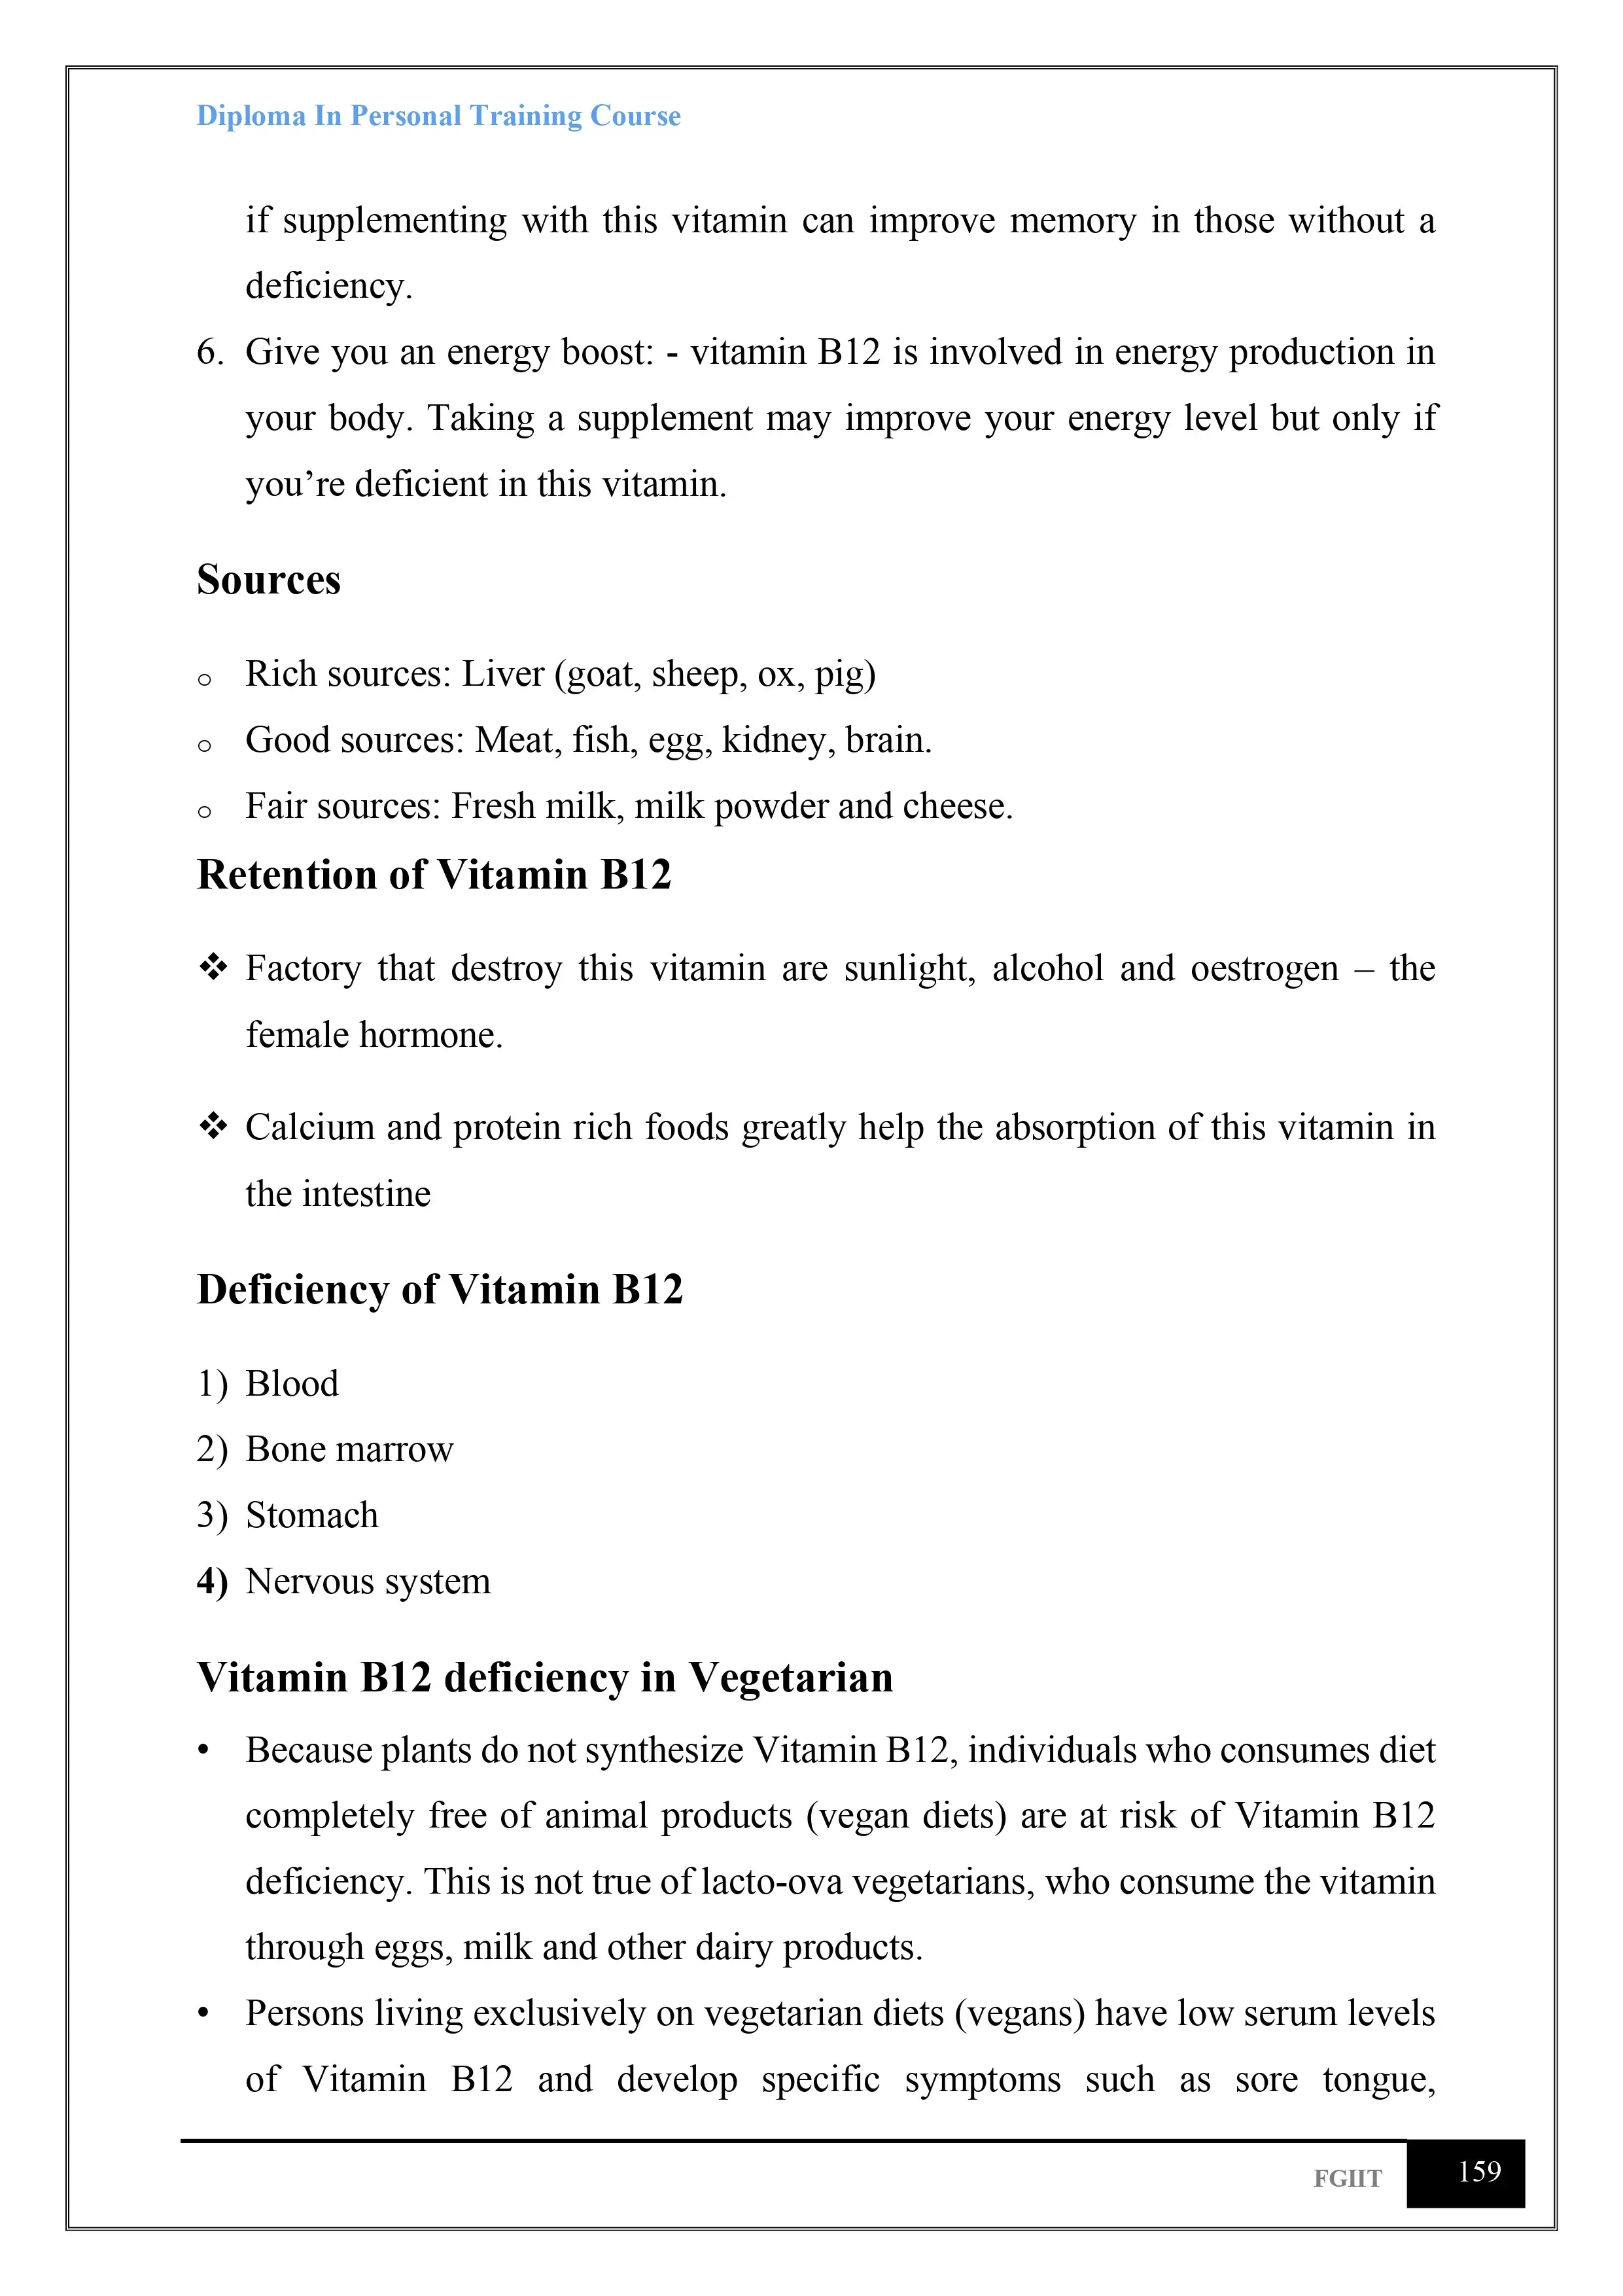 Diploma In Personal Training Course
if supplementing with this vitamin can improve memory in those without a
deficiency.
6. Give you an energy boost: - vitamin B12 is involved in energy production in
your body. Taking a supplement may improve your energy level but only if
you’re deficient in this vitamin.
Sources
o Rich sources: Liver (goat, sheep, ox, pig)
o Good sources: Meat, fish, egg, kidney, brain.
o Fair sources: Fresh milk, milk powder and cheese.
Retention of Vitamin B12
❖ Factory that destroy this vitamin are sunlight, alcohol and oestrogen – the
female hormone.
❖ Calcium and protein rich foods greatly help the absorption of this vitamin in
the intestine
Deficiency of Vitamin B12
1) Blood
2) Bone marrow
3) Stomach
4) Nervous system
Vitamin B12 deficiency in Vegetarian
• Because plants do not synthesize Vitamin B12, individuals who consumes diet
completely free of animal products (vegan diets) are at risk of Vitamin B12
deficiency. This is not true of lacto-ova vegetarians, who consume the vitamin
through eggs, milk and other dairy products.
• Persons living exclusively on vegetarian diets (vegans) have low serum levels
of Vitamin B12 and develop specific symptoms such as sore tongue,
FGIIT 159